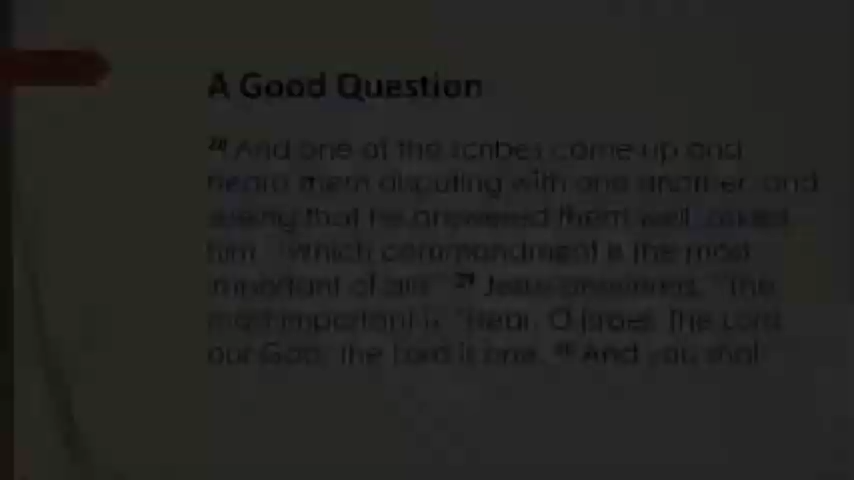 A Good Question
28 And one of the scribes came up and
heard them disputing with one another, and
seeing that he answered them well, asked
him, "Which commandment is the most
important of all?" 29 Jesus answered, "The
most important is, 'Hear, O Israel: The Lord
our God, the Lord is one. 30 And you shall